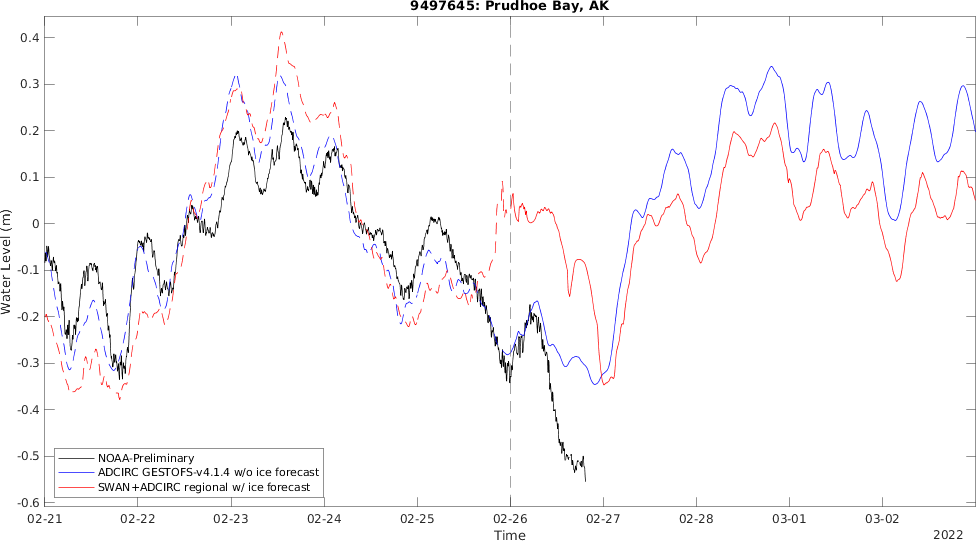 9497645: Prudhoe Bay, AK
Water Level (m)
0.4
0.3
0.2
0.1
0
-0.1
-0.2
-0.3
-0.4
-0.5
-0.6
NOAA-Preliminary
ADCIRC GESTOFS-v4.1.4 w/o ice forecast
SWAN+ADCIRC regional w/ ice forecast
02-21 02-22 02-23 02-24 02-25 02-26 02-27 02-28 03-01 03-02
Time
2022